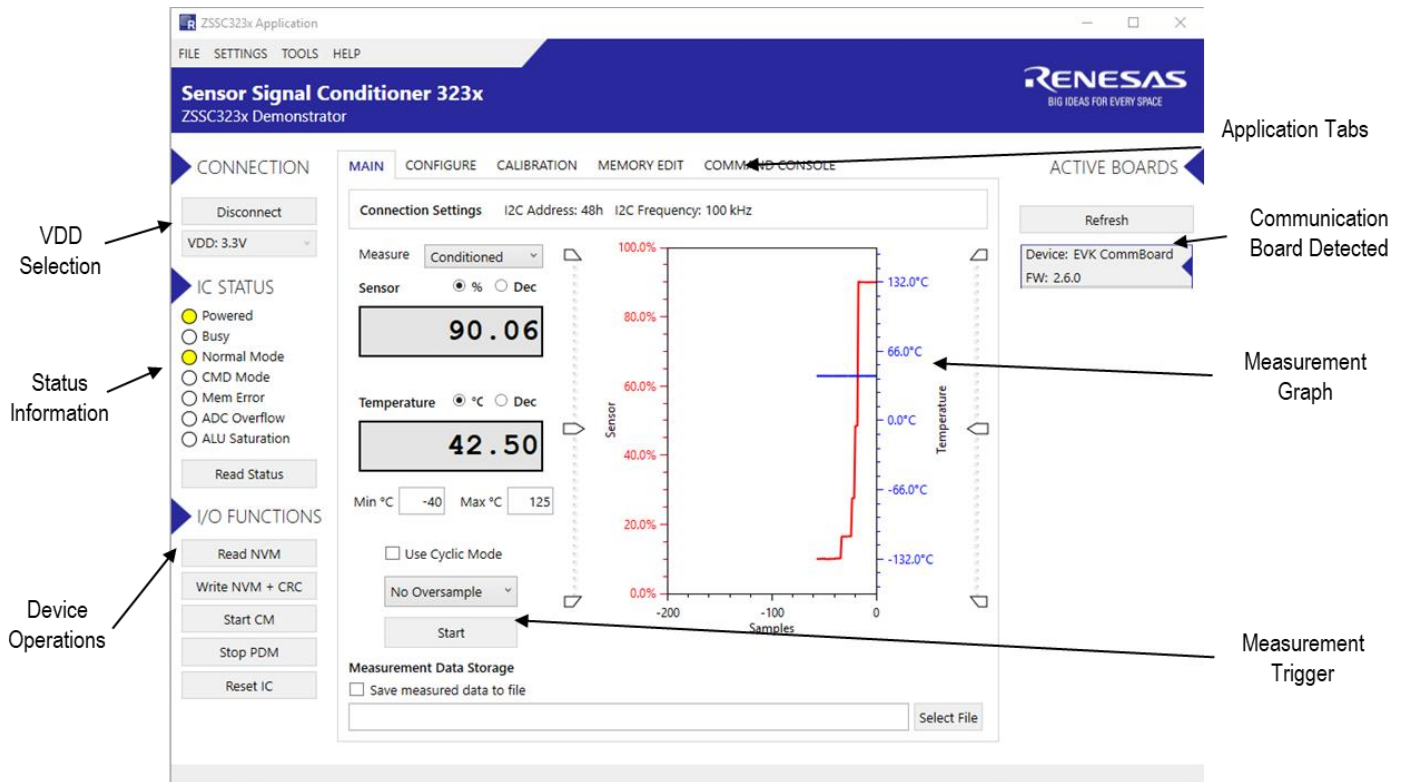 ZSSC323x Application
FILE SETTINGS TOOLS HELP
Sensor Signal Conditioner 323x
ZSSC323x Demonstrator
RENESAS
BIG IDEAS FOR EVERY SPACE
Application Tabs
CONNECTION
MAIN CONFIGURE CALIBRATION MEMORY EDIT COMMAND CONSOLE
ACTIVE BOARDS
Disconnect
VDD: 3.3V
VDD
Selection
Connection Settings I2C Address: 48h I2C Frequency: 100 kHz
Refresh
Device: EVK CommBoard
FW: 2.6.0
Communication
Board Detected
IC STATUS
Powered
Busy
Normal Mode
CMD Mode
Mem Error
ADC Overflow
ALU Saturation
Read Status
Status
Information
Measure Conditioned
Sensor % Dec
90.06
Temperature °C Dec
42.50
Min °C -40 Max °C 125
Use Cyclic Mode
No Oversample
Start
100.0%
80.0%
60.0%
40.0%
20.0%
0.0%
Sensor
132.0°C
66.0°C
0.0°C
-66.0°C
-132.0°C
Temperature
-200 -100 0
Samples
Measurement
Graph
I/O FUNCTIONS
Read NVM
Write NVM + CRC
Start CM
Stop PDM
Reset IC
Device
Operations
Measurement
Trigger
Measurement Data Storage
Save measured data to file
Select File